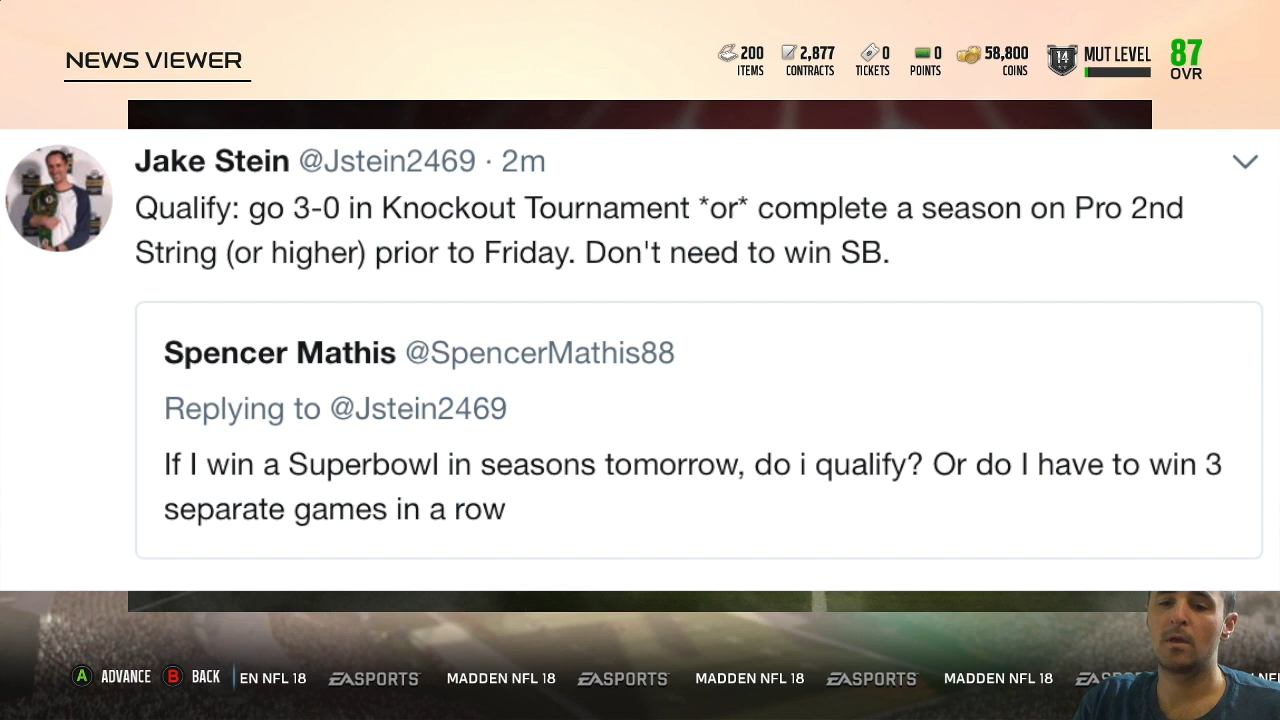 NEWS VIEWER
200 ITEMS
2,877 CONTRACTS
0 TICKETS
0 POINTS
58,800 COINS
14
MUT LEVEL
87 OVR
Jake Stein @Jstein2469 · 2m
Qualify: go 3-0 in Knockout Tournament *or* complete a season on Pro 2nd
String (or higher) prior to Friday. Don't need to win SB.
Spencer Mathis @SpencerMathis88
Replying to @Jstein2469
If I win a Superbowl in seasons tomorrow, do i qualify? Or do I have to win 3
separate games in a row
A ADVANCE B BACK EN NFL 18 EA SPORTS MADDEN NFL 18 EA SPORTS MADDEN NFL 18 EA SPORTS MADDEN NFL 18 EA